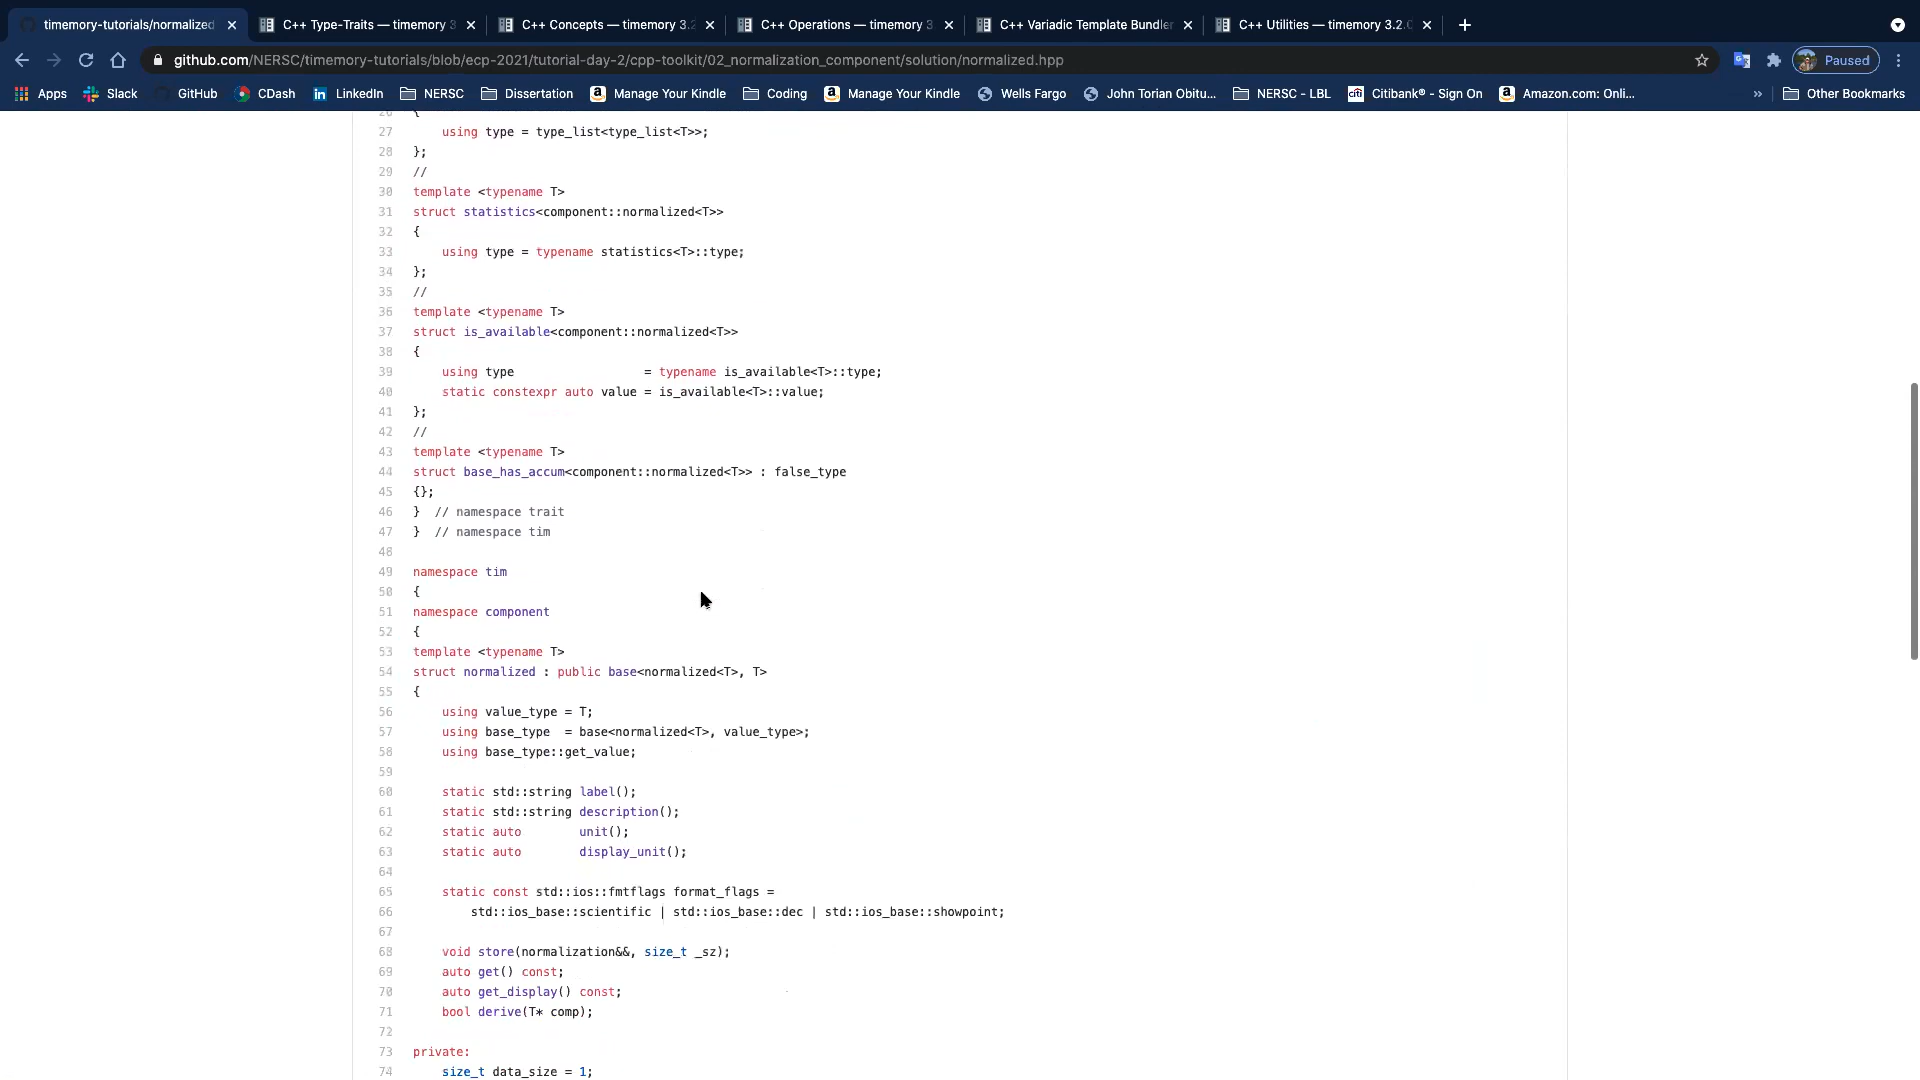 timemory-tutorials/normalized
C++ Type-Traits — timemory 3
C++ Concepts — timemory 3.2
C++ Operations — timemory 3
C++ Variadic Template Bundler
C++ Utilities — timemory 3.2.0
github.com/NERSC/timemory-tutorials/blob/ecp-2021/tutorial-day-2/cpp-toolkit/02_normalization_component/solution/normalized.hpp
Paused
Apps Slack GitHub CDash LinkedIn NERSC Dissertation Manage Your Kindle Coding Manage Your Kindle Wells Fargo John Torian Obitu... NERSC - LBL Citibank® - Sign On Amazon.com: Onli... » Other Bookmarks
26 {
27 using type = type_list<type_list<T>>;
28 };
29 //
30 template <typename T>
31 struct statistics<component::normalized<T>>
32 {
33 using type = typename statistics<T>::type;
34 };
35 //
36 template <typename T>
37 struct is_available<component::normalized<T>>
38 {
39 using type = typename is_available<T>::type;
40 static constexpr auto value = is_available<T>::value;
41 };
42 //
43 template <typename T>
44 struct base_has_accum<component::normalized<T>> : false_type
45 {};
46 } // namespace trait
47 } // namespace tim
48
49 namespace tim
50 {
51 namespace component
52 {
53 template <typename T>
54 struct normalized : public base<normalized<T>, T>
55 {
56 using value_type = T;
57 using base_type = base<normalized<T>, value_type>;
58 using base_type::get_value;
59
60 static std::string label();
61 static std::string description();
62 static auto unit();
63 static auto display_unit();
64
65 static const std::ios::fmtflags format_flags =
66 std::ios_base::scientific | std::ios_base::dec | std::ios_base::showpoint;
67
68 void store(normalization&&, size_t _sz);
69 auto get() const;
70 auto get_display() const;
71 bool derive(T* comp);
72
73 private:
74 size_t data_size = 1;